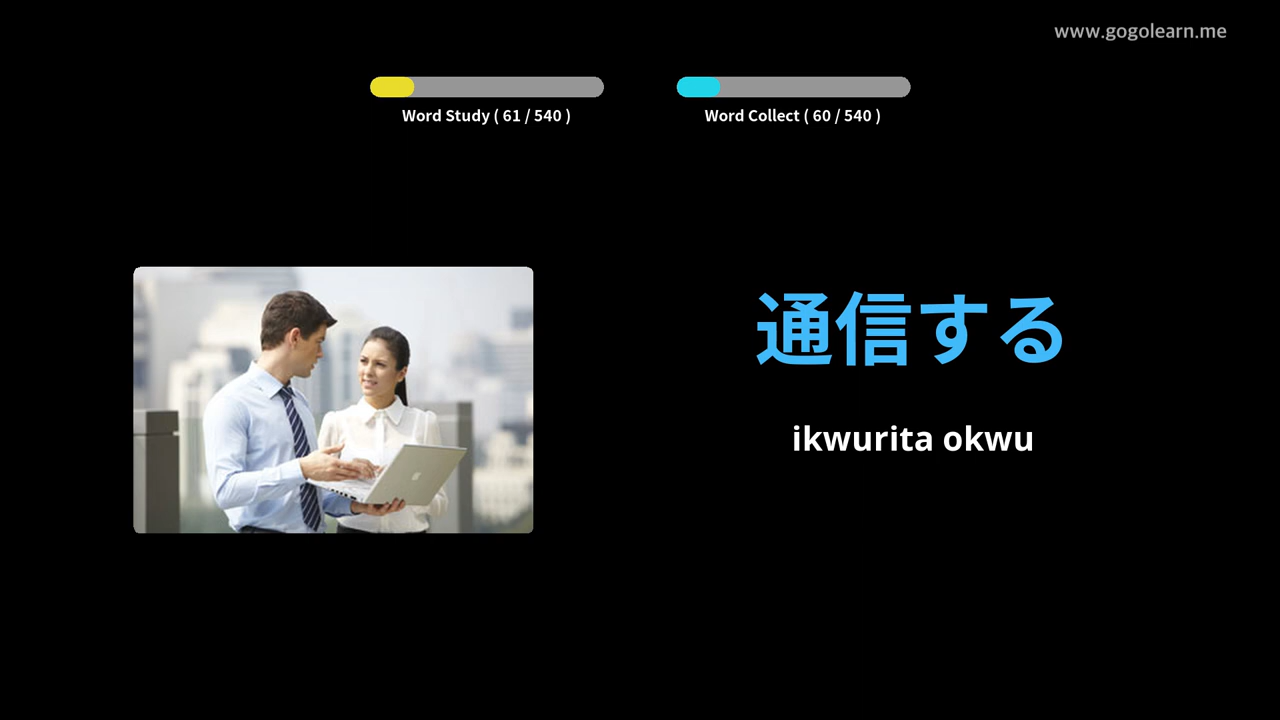 www.gogolearn.me
Word Study ( 61 / 540 )
Word Collect ( 60 / 540 )
通信する
ikwurita okwu